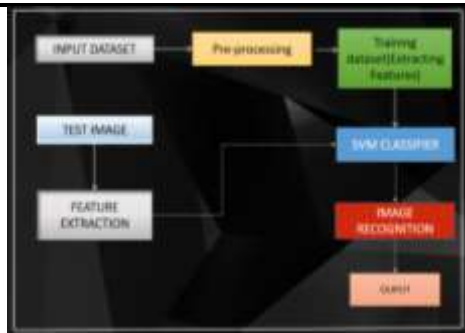 INPUT DATASET
Pre-processing
Training
dataset(Extracting
Features)
TEST IMAGE
SVM CLASSIFIER
FEATURE
EXTRACTION
IMAGE
RECOGNITION